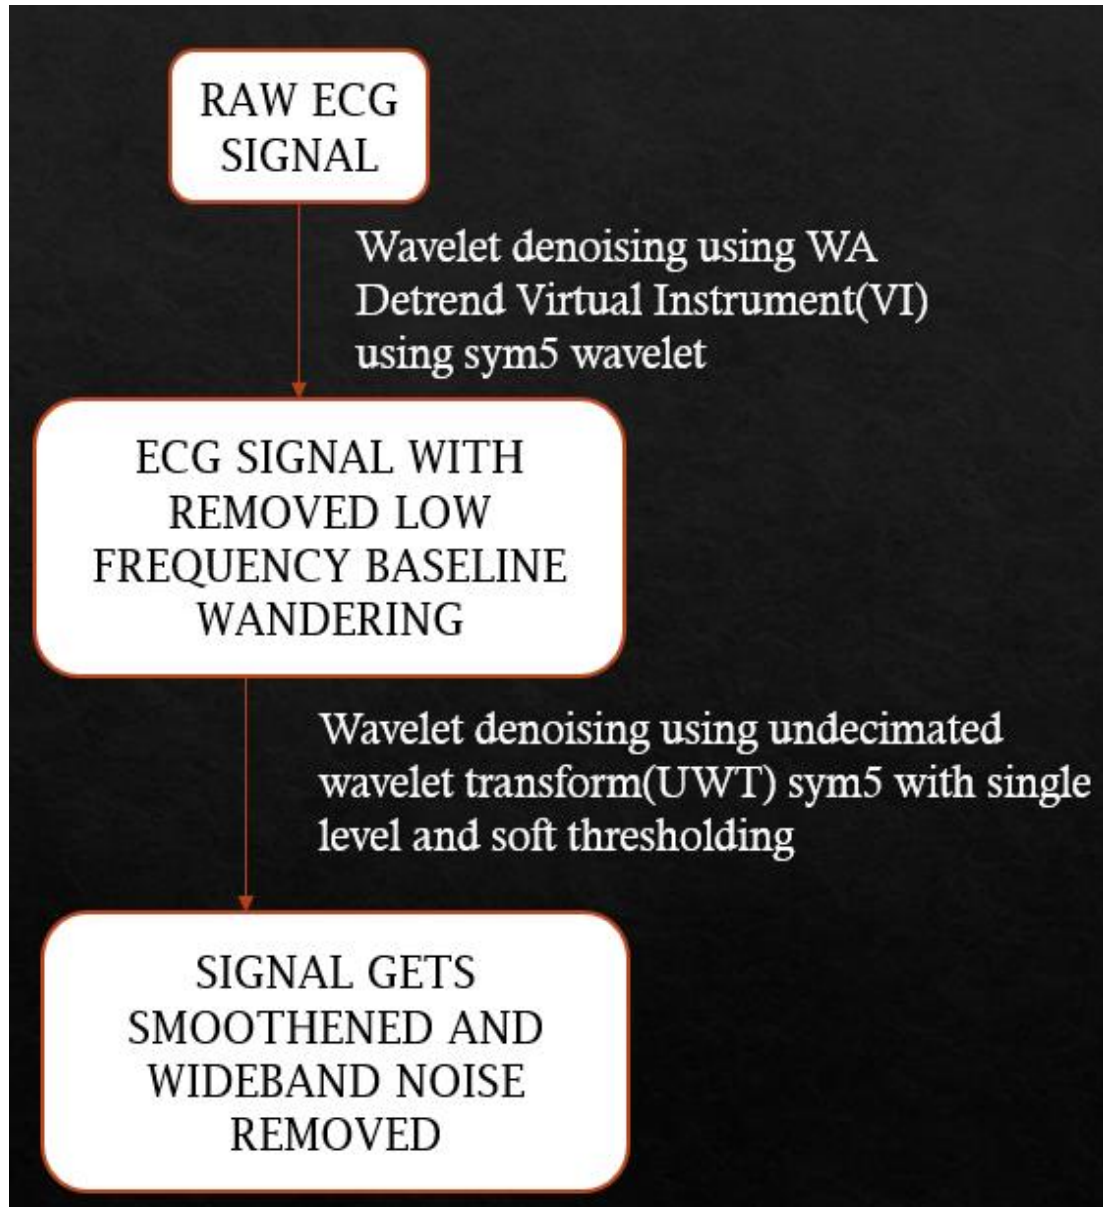 RAW ECG
SIGNAL
Wavelet denoising using WA
Detrend Virtual Instrument(VI)
using sym5 wavelet
ECG SIGNAL WITH
REMOVED LOW
FREQUENCY BASELINE
WANDERING
Wavelet denoising using undecimated
wavelet transform(UWT) sym5 with single
level and soft thresholding
SIGNAL GETS
SMOOTHENED AND
WIDEBAND NOISE
REMOVED